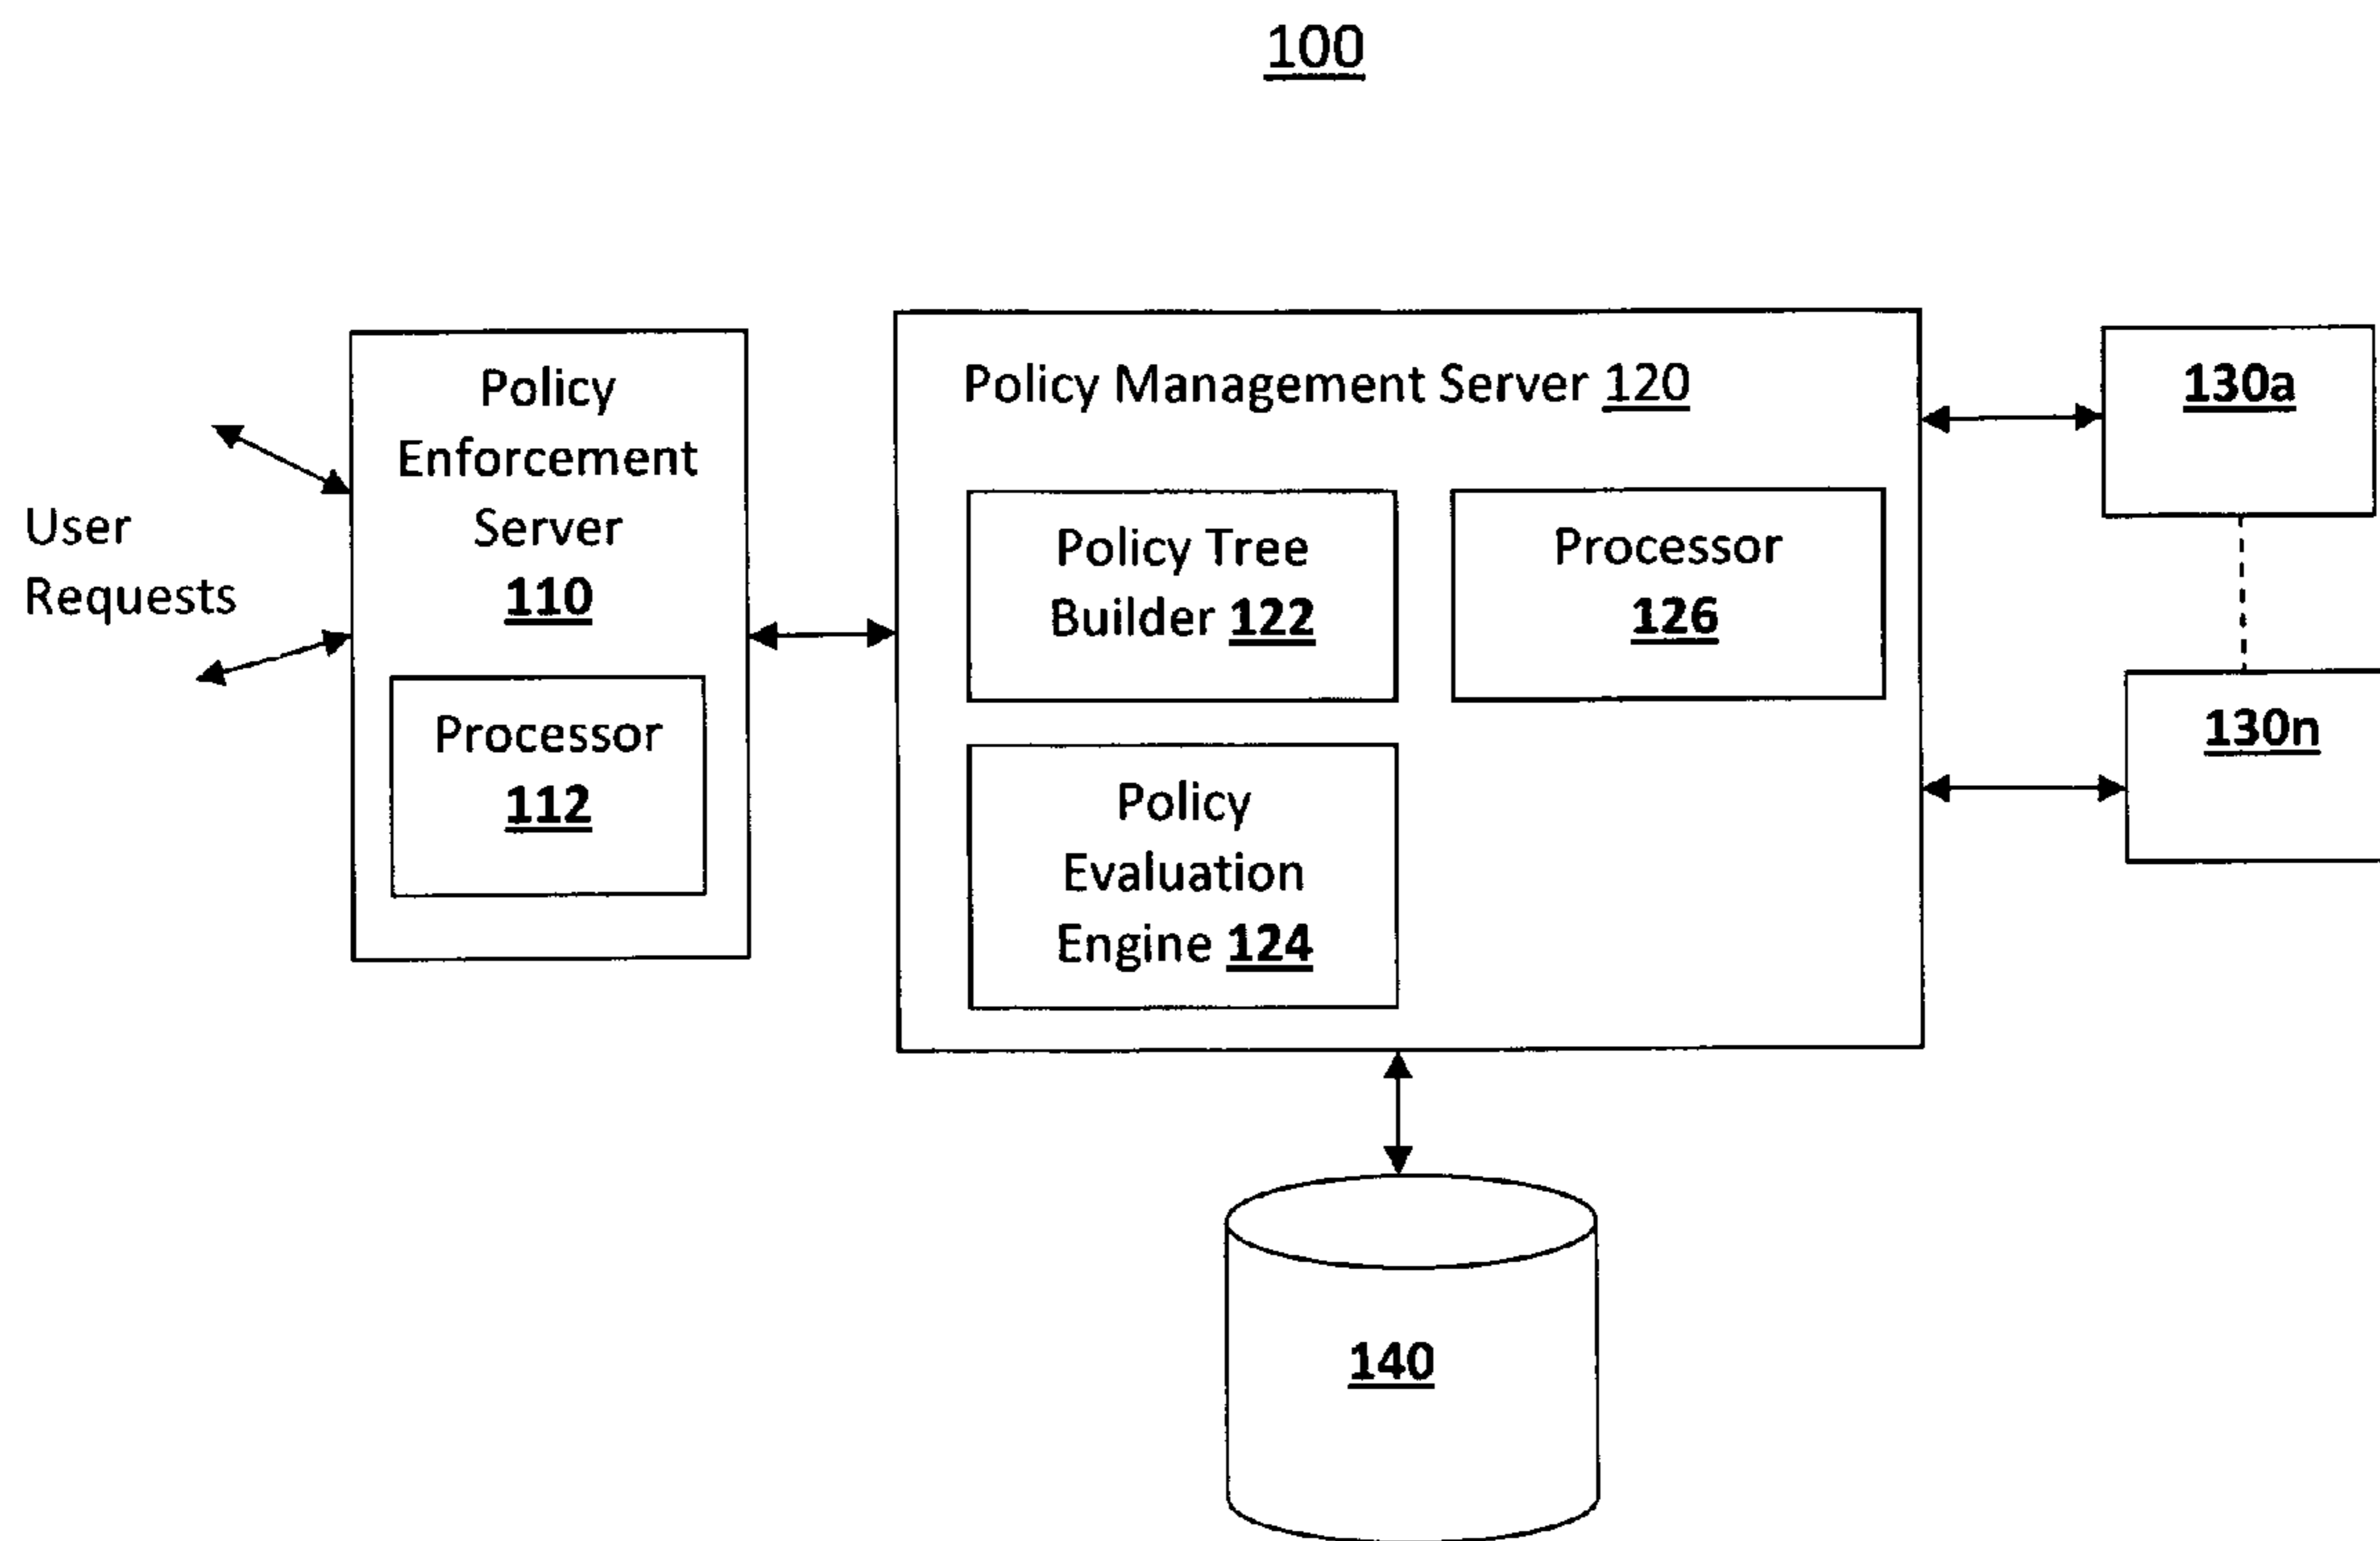 100
User
Requests
Policy
Enforcement
Server
110
Processor
112
Policy Management Server 120
Policy Tree
Builder 122
Processor
126
Policy
Evaluation
Engine 124
130a
130n
140